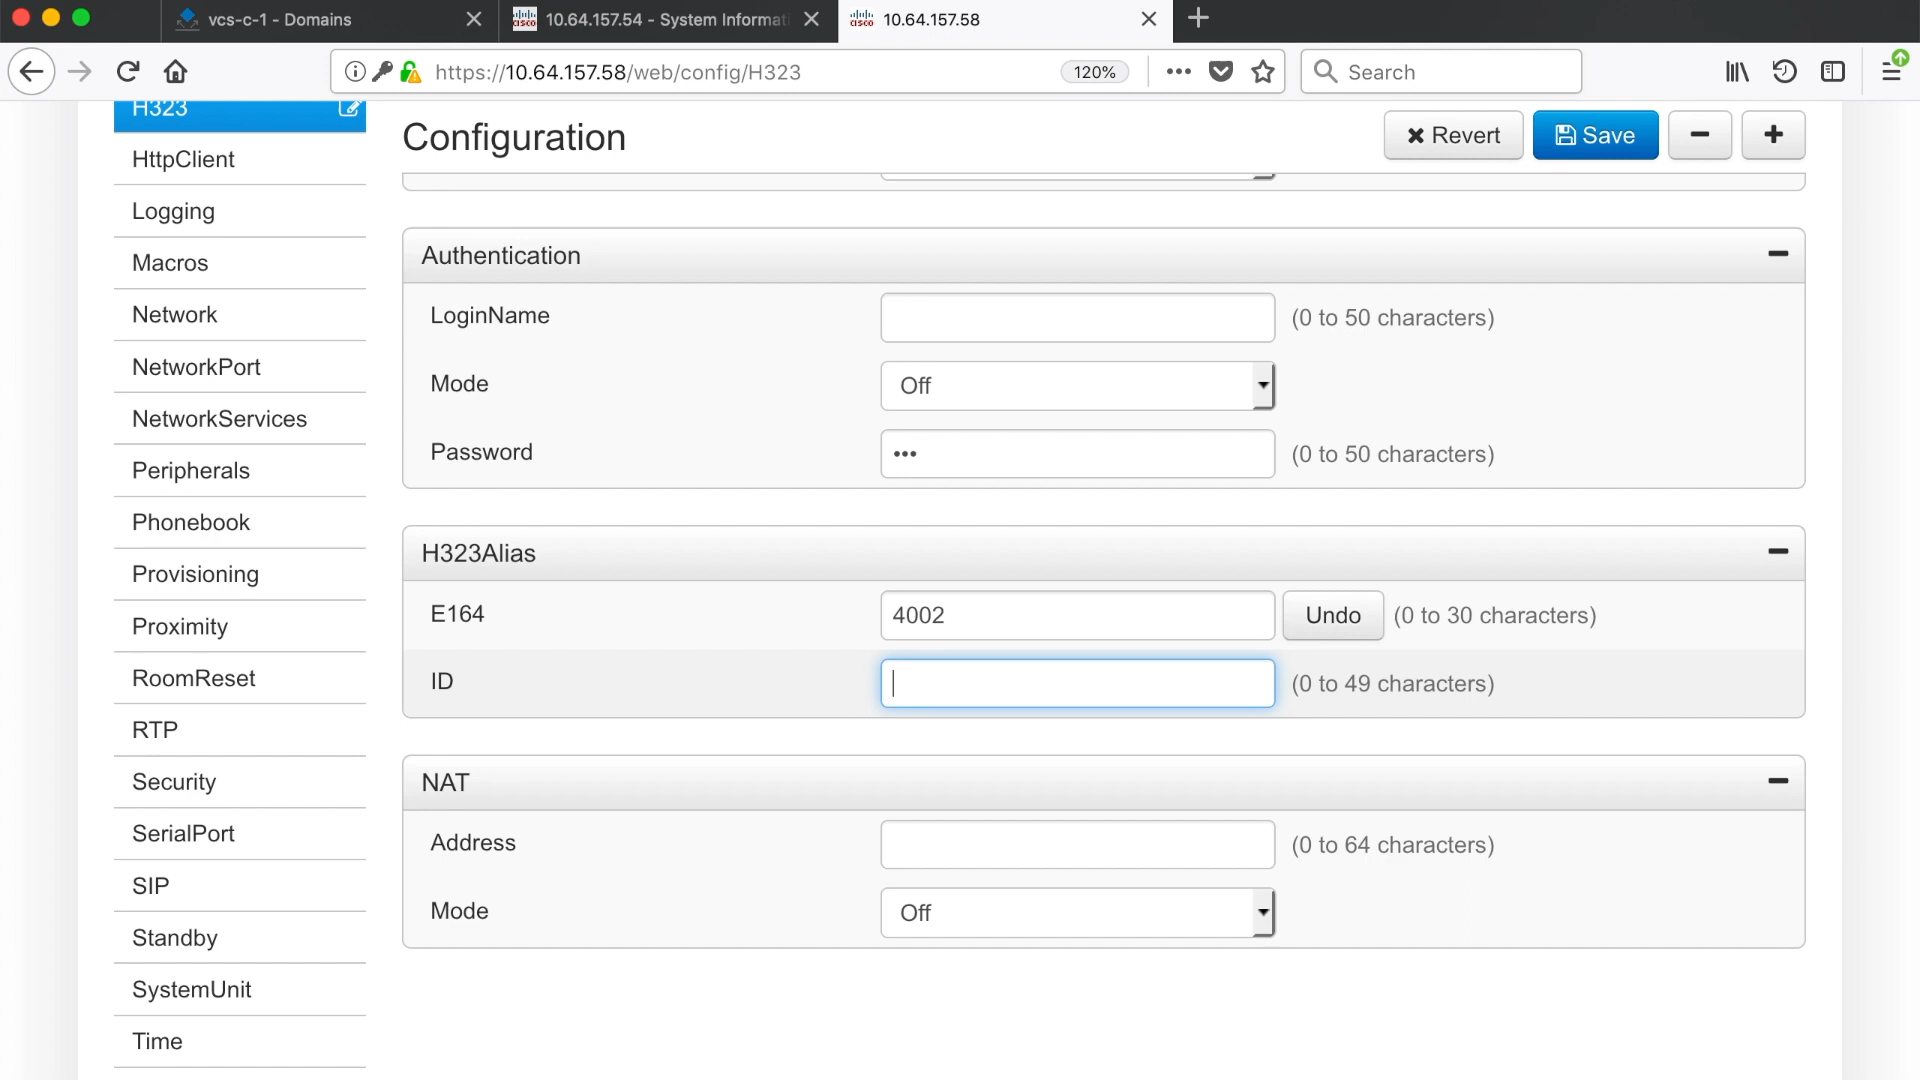 vcs-c-1 - Domains
10.64.157.54 - System Informati
10.64.157.58
https://10.64.157.58/web/config/H323
120%
Search
H323
HttpClient
Logging
Macros
Network
NetworkPort
NetworkServices
Peripherals
Phonebook
Provisioning
Proximity
RoomReset
RTP
Security
SerialPort
SIP
Standby
SystemUnit
Time
Configuration
Revert
Save
Authentication
LoginName (0 to 50 characters)
Mode Off
Password ••• (0 to 50 characters)
H323Alias
E164 4002 Undo (0 to 30 characters)
ID (0 to 49 characters)
NAT
Address (0 to 64 characters)
Mode Off